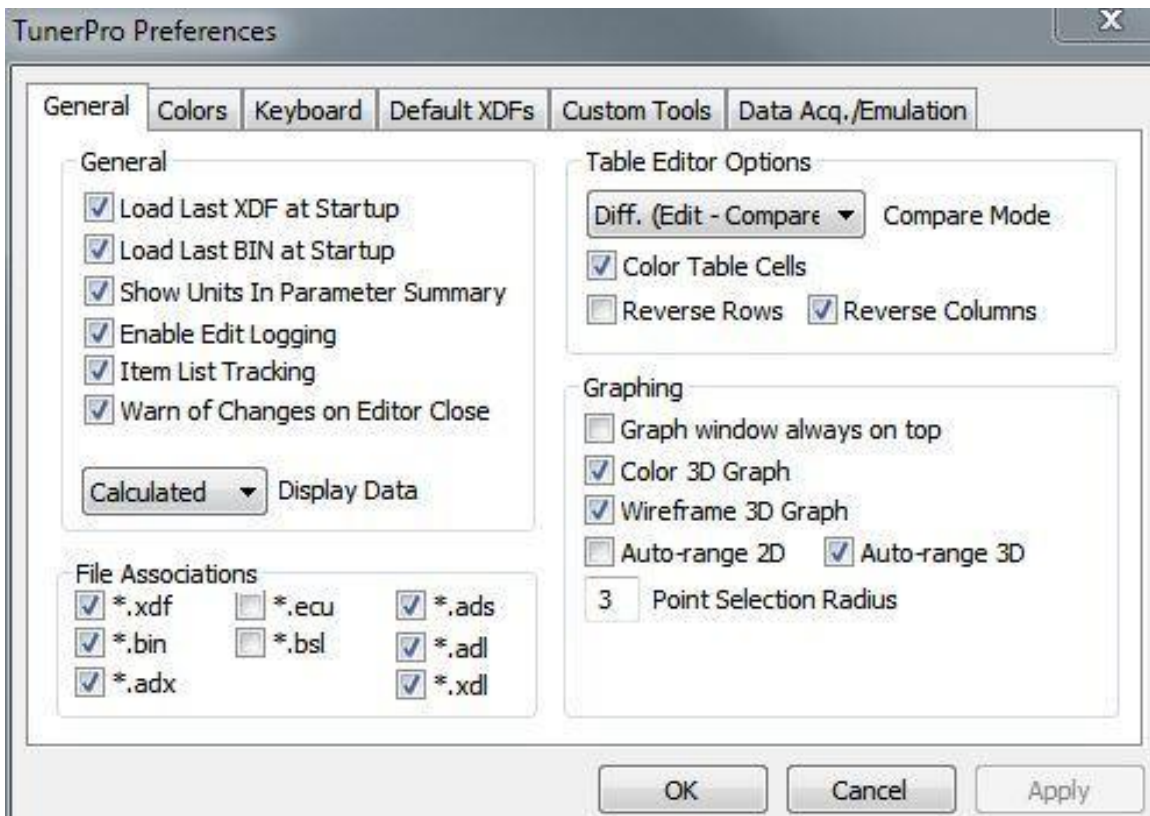 TunerPro Preferences
X
General Colors Keyboard Default XDFs Custom Tools Data Acq./Emulation
General
Load Last XDF at Startup
Load Last BIN at Startup
Show Units In Parameter Summary
Enable Edit Logging
Item List Tracking
Warn of Changes on Editor Close
Calculated Display Data
File Associations
*.xdf *.ecu *.ads
*.bin *.bsl *.adl
*.adx *.xdl
Table Editor Options
Diff. (Edit - Compare Compare Mode
Color Table Cells
Reverse Rows Reverse Columns
Graphing
Graph window always on top
Color 3D Graph
Wireframe 3D Graph
Auto-range 2D Auto-range 3D
3 Point Selection Radius
OK Cancel Apply